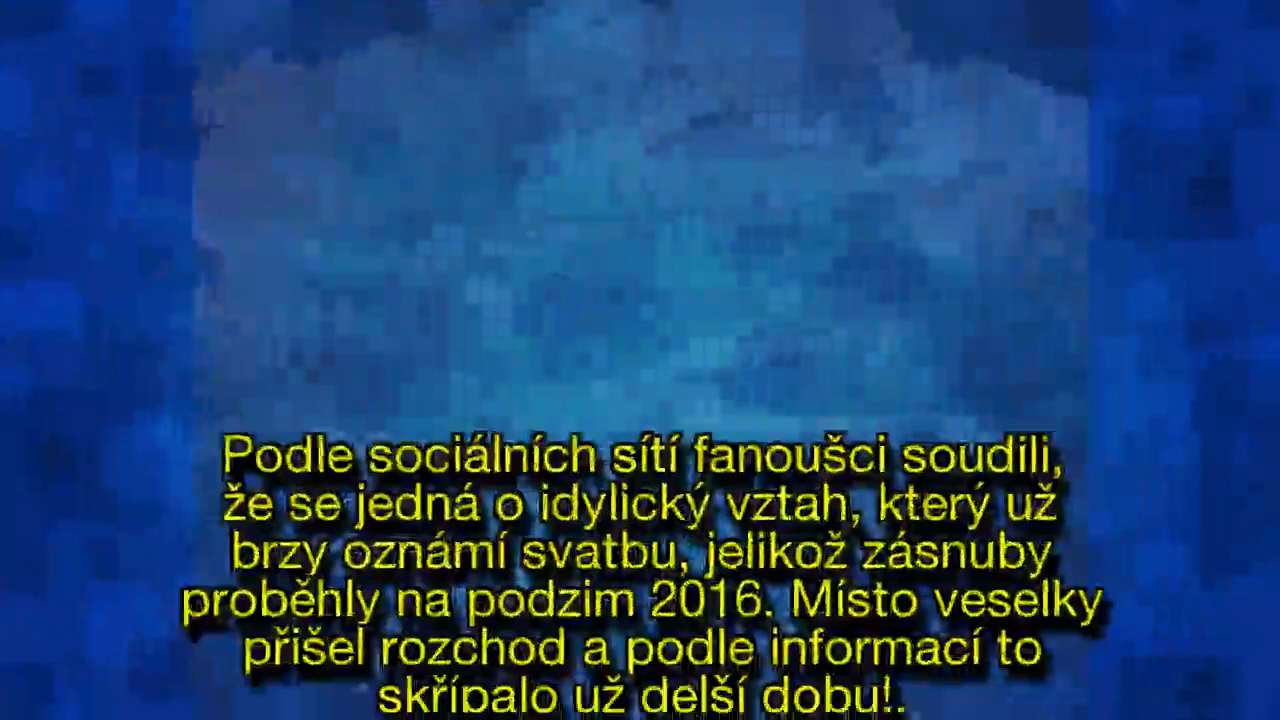 Podle sociálních sítí fanoušci soudili,
že se jedná o idylický vztah, který už
brzy oznámí svatbu, jelikož zásnuby
proběhly na podzim 2016. Místo veselky
přišel rozchod a podle informací to
skřípalo už delší dobu!.